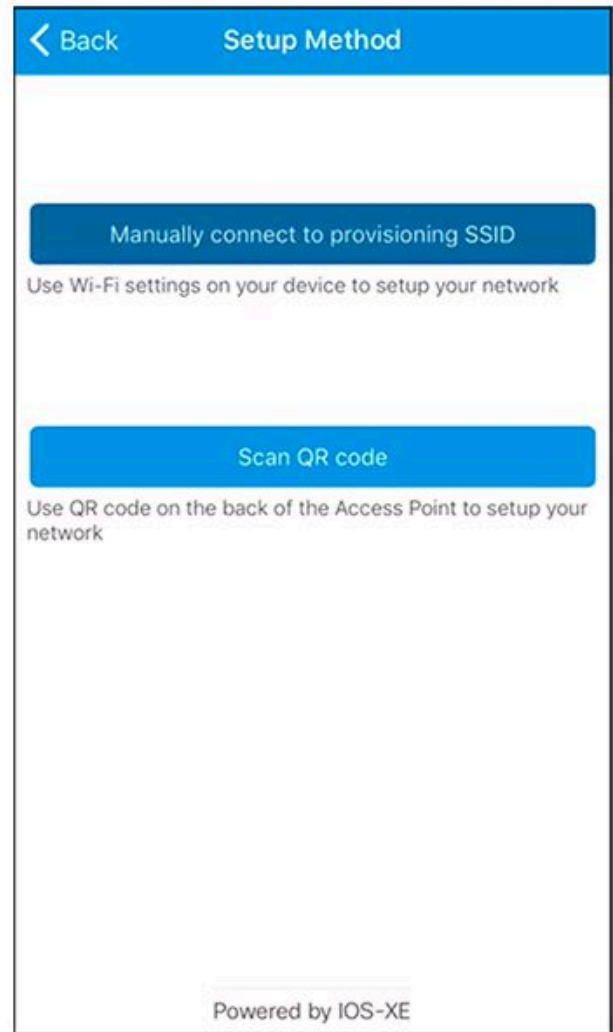 Back
Setup Method
Manually connect to provisioning SSID
Use Wi-Fi settings on your device to setup your network
Scan QR code
Use QR code on the back of the Access Point to setup your
network
Powered by IOS-XE